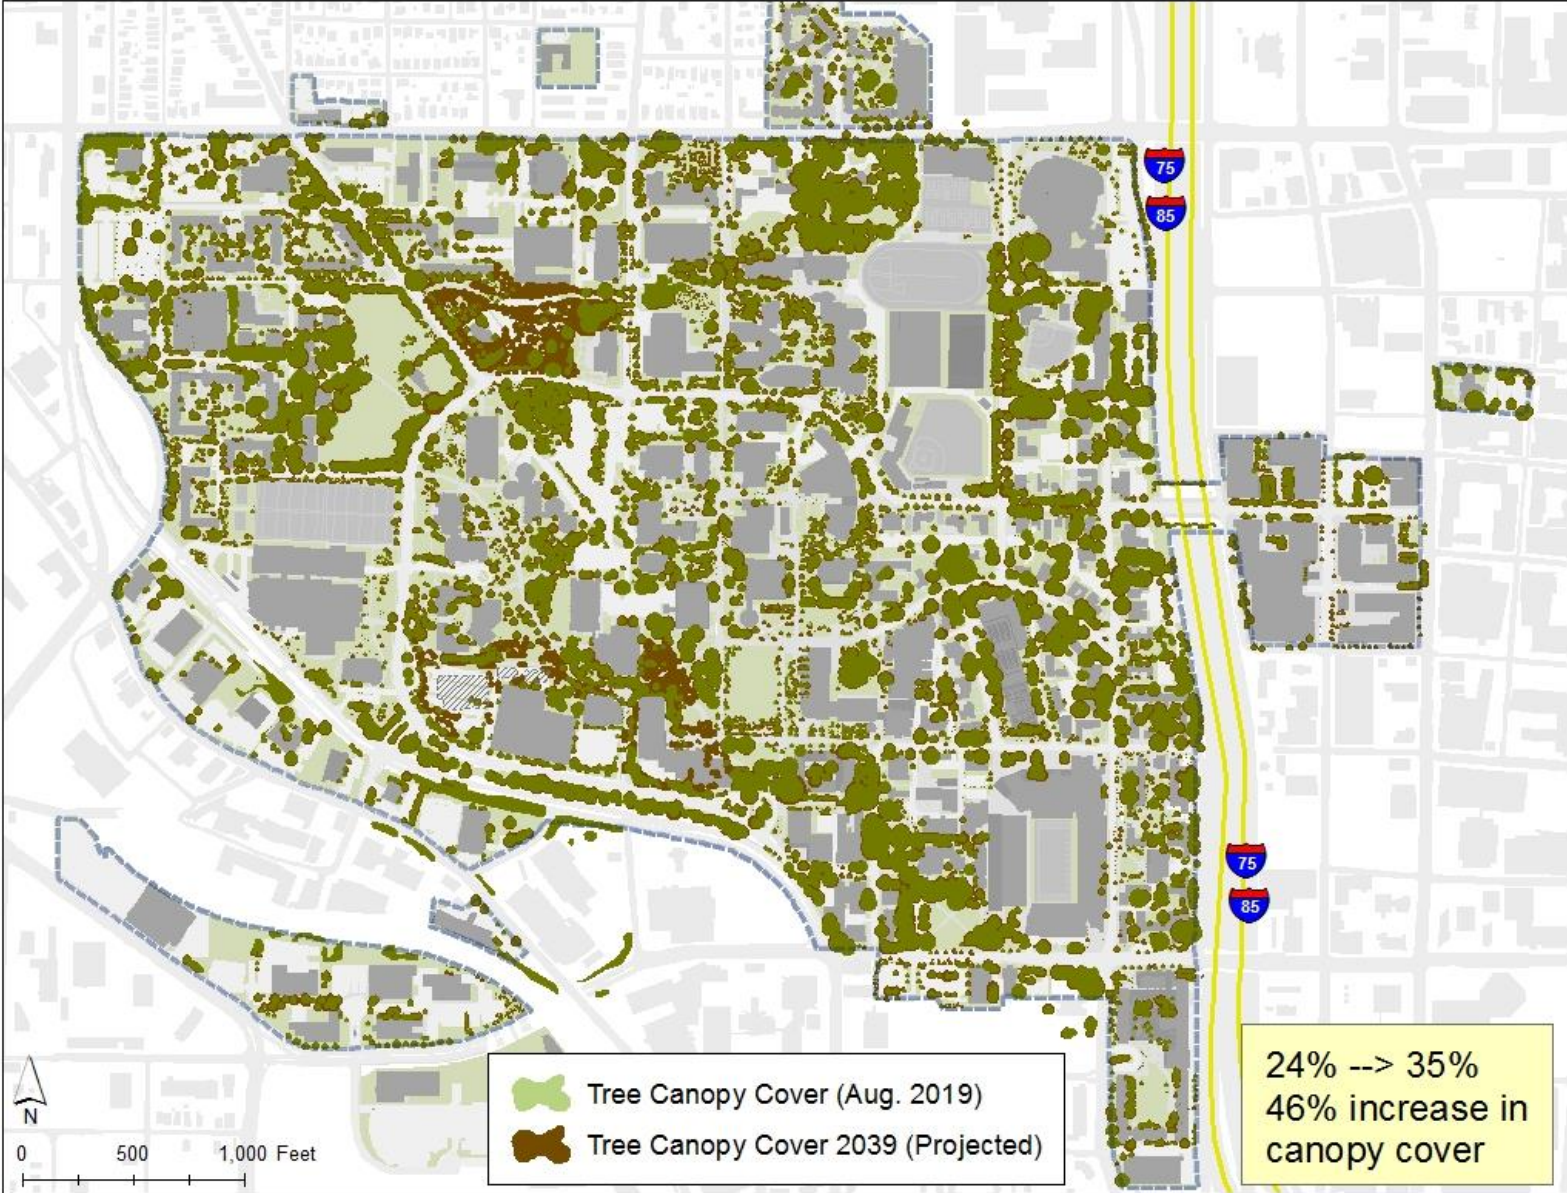 75
85
75
85
N
0 500 1,000 Feet
Tree Canopy Cover (Aug. 2019)
Tree Canopy Cover 2039 (Projected)
24% --> 35%
46% increase in
canopy cover